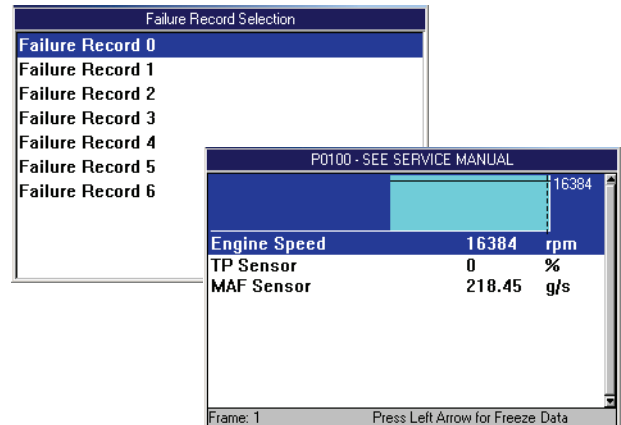 Failure Record Selection
Failure Record 0
Failure Record 1
Failure Record 2
Failure Record 3
Failure Record 4
Failure Record 5
Failure Record 6
P0100 - SEE SERVICE MANUAL
16384
Engine Speed 16384 rpm
TP Sensor 0 %
MAF Sensor 218.45 g/s
Frame: 1 Press Left Arrow for Freeze Data